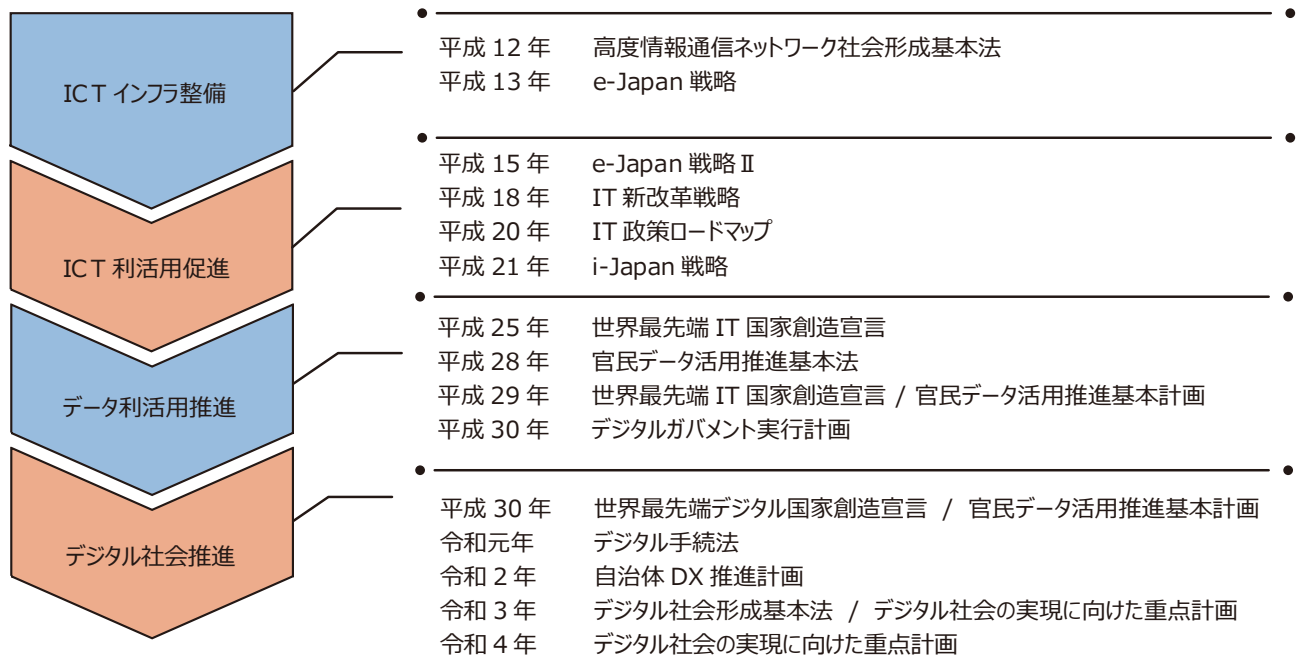 ICT インフラ整備
平成 12 年 高度情報通信ネットワーク社会形成基本法
平成 13 年 e-Japan 戦略
ICT 利活用促進
平成 15 年 e-Japan 戦略Ⅱ
平成 18 年 IT 新改革戦略
平成 20 年 IT 政策ロードマップ
平成 21 年 i-Japan 戦略
データ利活用推進
平成 25 年 世界最先端 IT 国家創造宣言
平成 28 年 官民データ活用推進基本法
平成 29 年 世界最先端 IT 国家創造宣言 / 官民データ活用推進基本計画
平成 30 年 デジタルガバメント実行計画
デジタル社会推進
平成 30 年 世界最先端デジタル国家創造宣言 / 官民データ活用推進基本計画
令和元年 デジタル手続法
令和 2 年 自治体 DX 推進計画
令和 3 年 デジタル社会形成基本法 / デジタル社会の実現に向けた重点計画
令和 4 年 デジタル社会の実現に向けた重点計画